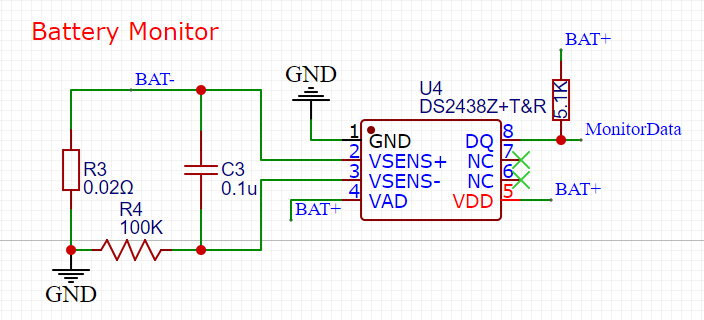 Battery Monitor
BAT+
BAT-
GND
U4
DS2438Z+T&R
5.1K
1
GND
DQ
8
MonitorData
2
VSENS+
NC
7
3
VSENS-
NC
6
4
VAD
VDD
5
BAT+
BAT+
R3
0.02Ω
C3
0.1u
R4
100K
GND